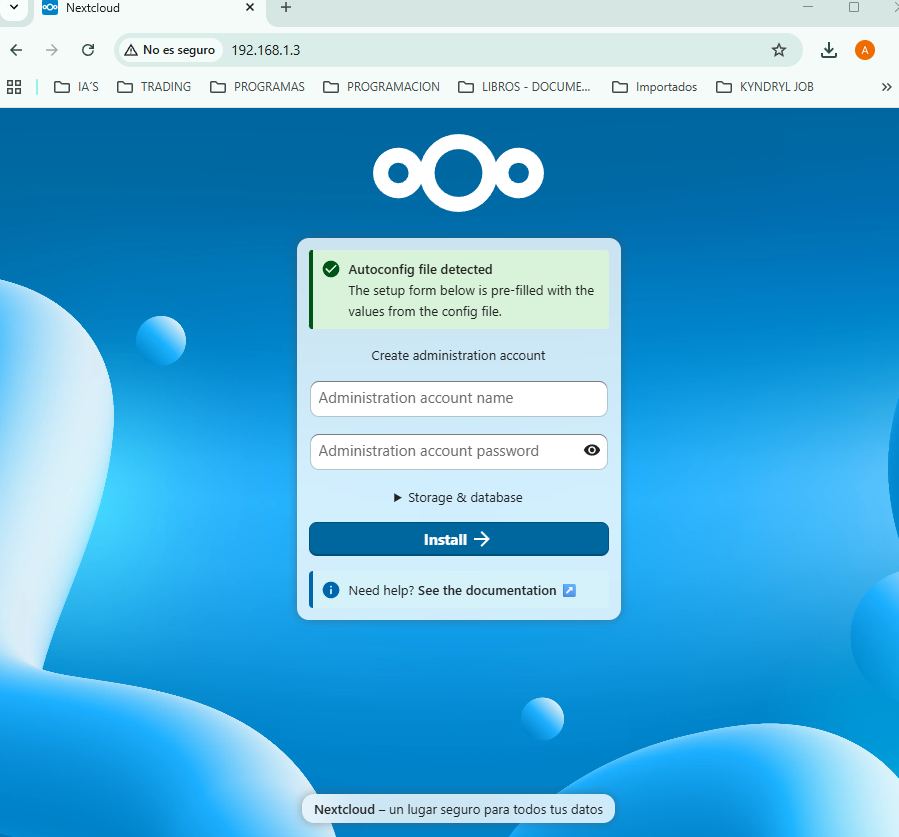 Nextcloud
No es seguro
192.168.1.3
A
IA´S
TRADING
PROGRAMAS
PROGRAMACION
LIBROS - DOCUME...
Importados
KYNDRYL JOB
Autoconfig file detected
The setup form below is pre-filled with the
values from the config file.
Create administration account
Administration account name
Administration account password
Storage & database
Install
Need help? See the documentation
Nextcloud – un lugar seguro para todos tus datos